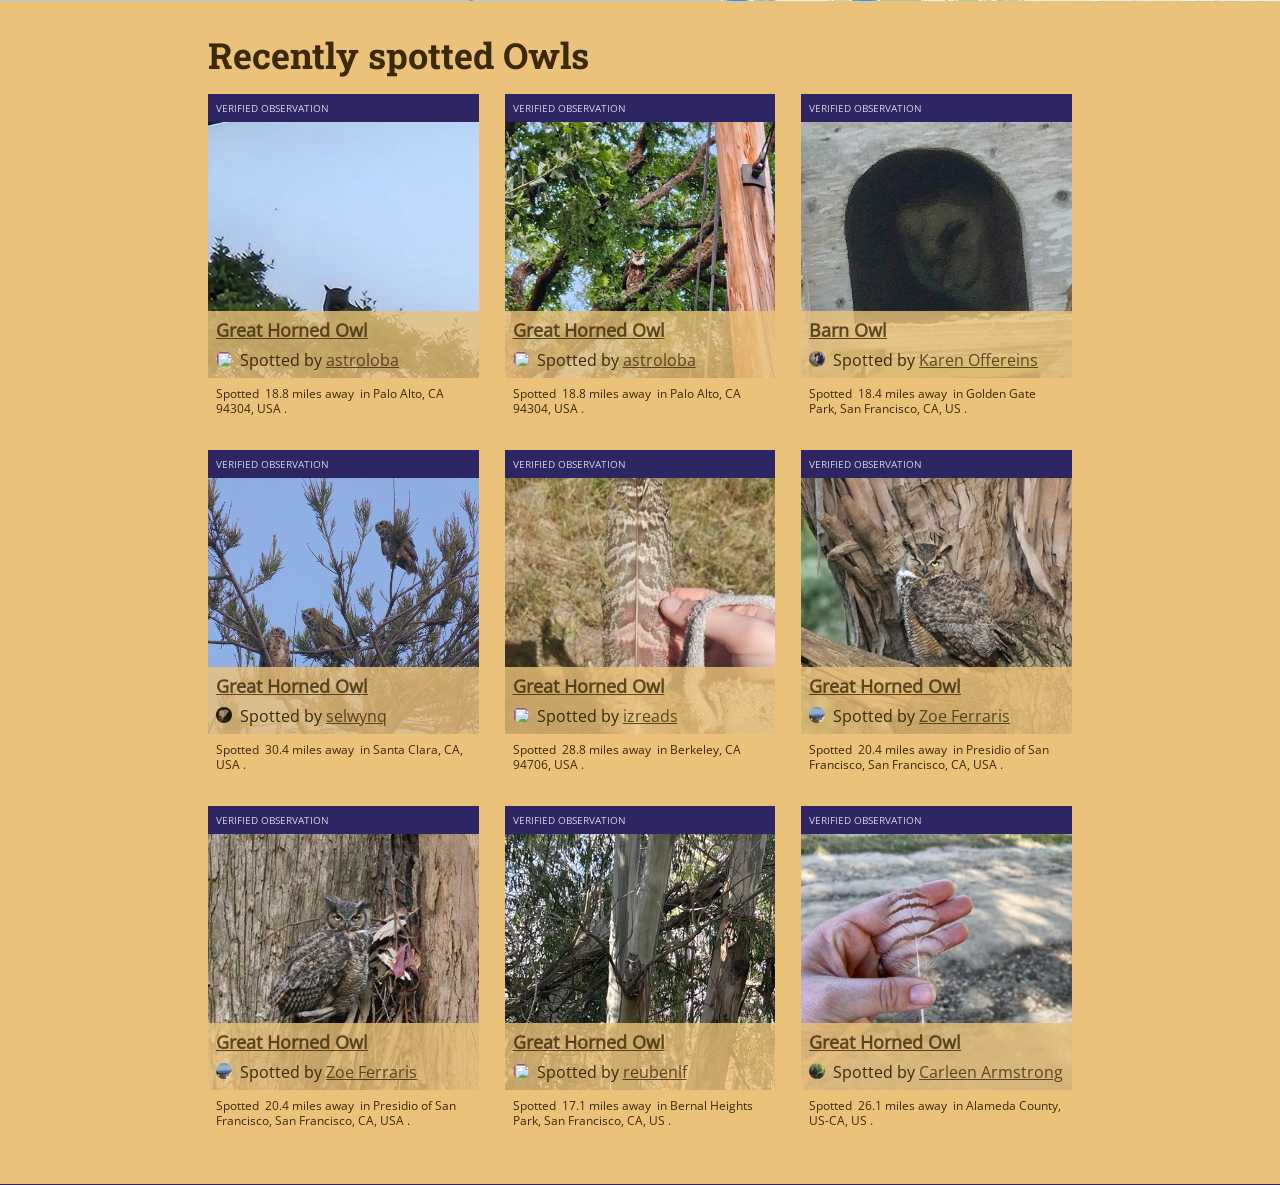 Recently spotted Owls
VERIFIED OBSERVATION
Great Horned Owl
Spotted by astroloba
Spotted 18.8 miles away in Palo Alto, CA
94304, USA .
VERIFIED OBSERVATION
Great Horned Owl
Spotted by astroloba
Spotted 18.8 miles away in Palo Alto, CA
94304, USA .
VERIFIED OBSERVATION
Barn Owl
Spotted by Karen Offereins
Spotted 18.4 miles away in Golden Gate
Park, San Francisco, CA, US .
VERIFIED OBSERVATION
Great Horned Owl
Spotted by selwynq
Spotted 30.4 miles away in Santa Clara, CA,
USA .
VERIFIED OBSERVATION
Great Horned Owl
Spotted by izreads
Spotted 28.8 miles away in Berkeley, CA
94706, USA .
VERIFIED OBSERVATION
Great Horned Owl
Spotted by Zoe Ferraris
Spotted 20.4 miles away in Presidio of San
Francisco, San Francisco, CA, USA .
VERIFIED OBSERVATION
Great Horned Owl
Spotted by Zoe Ferraris
Spotted 20.4 miles away in Presidio of San
Francisco, San Francisco, CA, USA .
VERIFIED OBSERVATION
Great Horned Owl
Spotted by reubenlf
Spotted 17.1 miles away in Bernal Heights
Park, San Francisco, CA, US .
VERIFIED OBSERVATION
Great Horned Owl
Spotted by Carleen Armstrong
Spotted 26.1 miles away in Alameda County,
US-CA, US .